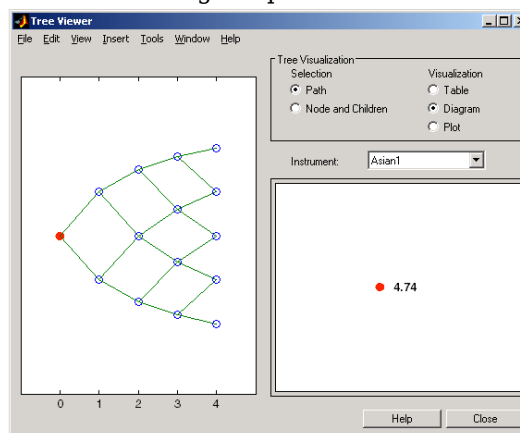 Tree Viewer
File Edit View Insert Tools Window Help
Tree Visualization
Selection
Visualization
Path
Table
Node and Children
Diagram
Plot
Instrument:
Asian1
4.74
0 1 2 3 4
Help
Close